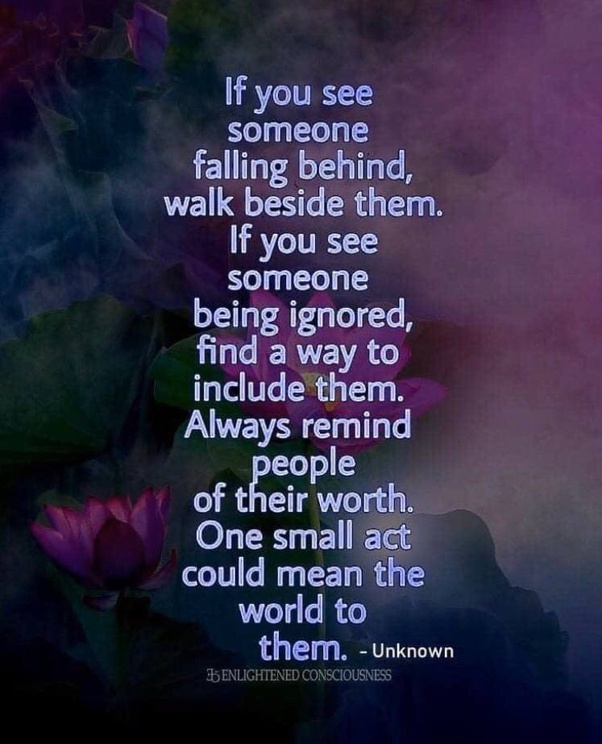 If you see
someone
falling behind,
walk beside them.
If you see
someone
being ignored,
find a way to
include them.
Always remind
people
of their worth.
One small act
could mean the
world to
them. - Unknown
ENLIGHTENED CONSCIOUSNESS